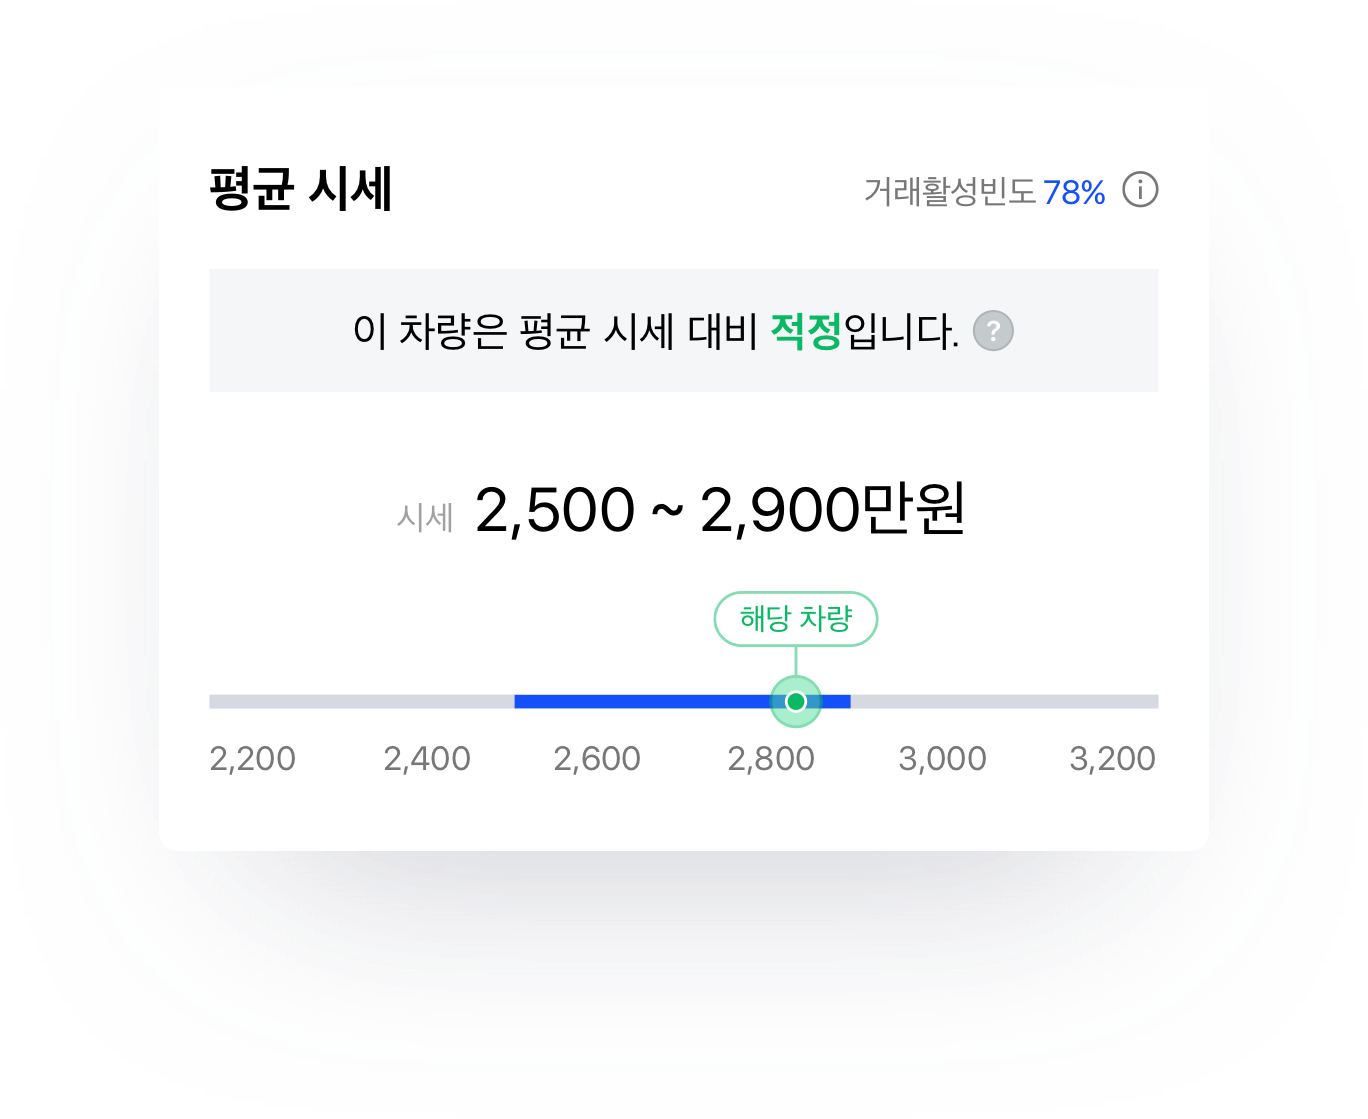 평균 시세
거래활성빈도 78%
이 차량은 평균 시세 대비 적정입니다. ?
시세 2,500 ~ 2,900만원
해당 차량
2,200 2,400 2,600 2,800 3,000 3,200